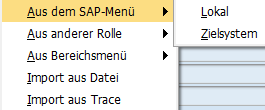 Aus dem SAP-Menü
Aus anderer Rolle
Aus Bereichsmenü
Import aus Datei
Import aus Trace
Lokal
Zielsystem